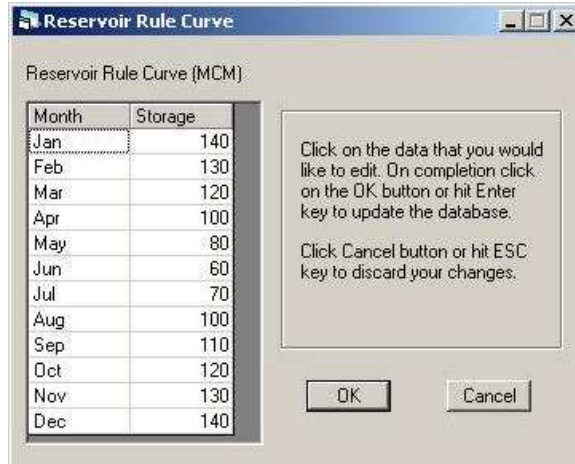 Reservoir Rule Curve
Reservoir Rule Curve (MCM)
Month Storage
Jan 140
Feb 130
Mar 120
Apr 100
May 80
Jun 60
Jul 70
Aug 100
Sep 110
Oct 120
Nov 130
Dec 140
Click on the data that you would
like to edit. On completion click
on the OK button or hit Enter
key to update the database.
Click Cancel button or hit ESC
key to discard your changes.
OK Cancel